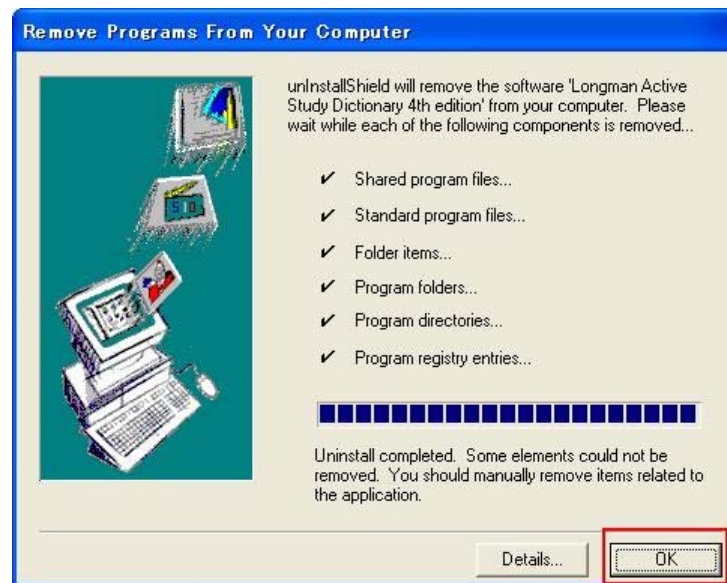 Remove Programs From Your Computer
unInstallShield will remove the software 'Longman Active
Study Dictionary 4th edition' from your computer.  Please
wait while each of the following components is removed...
Shared program files...
Standard program files...
Folder items...
Program folders...
Program directories...
Program registry entries...
Uninstall completed.  Some elements could not be
removed.  You should manually remove items related to
the application.
Details...
OK